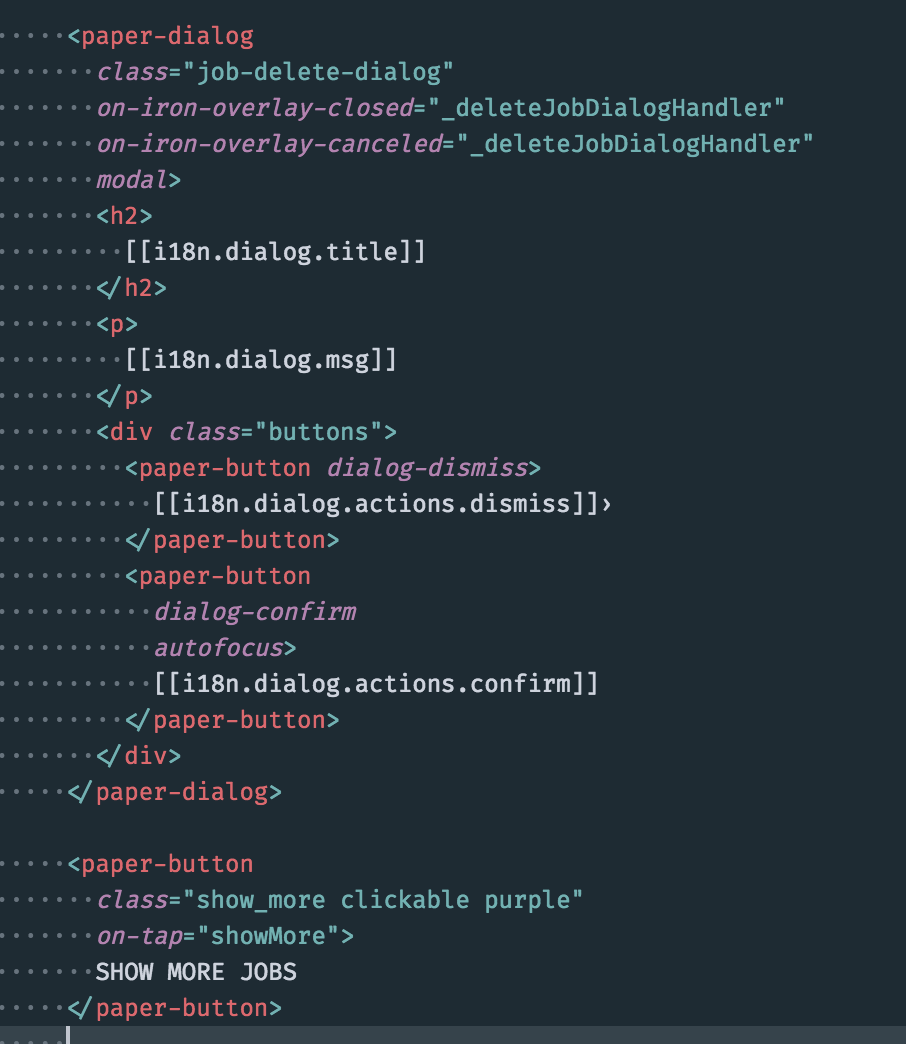 <paper-dialog
class="job-delete-dialog"
on-iron-overlay-closed="_deleteJobDialogHandler"
on-iron-overlay-canceled="_deleteJobDialogHandler"
modal>
<h2>
[[i18n.dialog.title]]
</h2>
<p>
[[i18n.dialog.msg]]
</p>
<div class="buttons">
<paper-button dialog-dismiss>
[[i18n.dialog.actions.dismiss]]›
</paper-button>
<paper-button
dialog-confirm
autofocus>
[[i18n.dialog.actions.confirm]]
</paper-button>
</div>
</paper-dialog>
<paper-button
class="show_more clickable purple"
on-tap="showMore">
SHOW MORE JOBS
</paper-button>